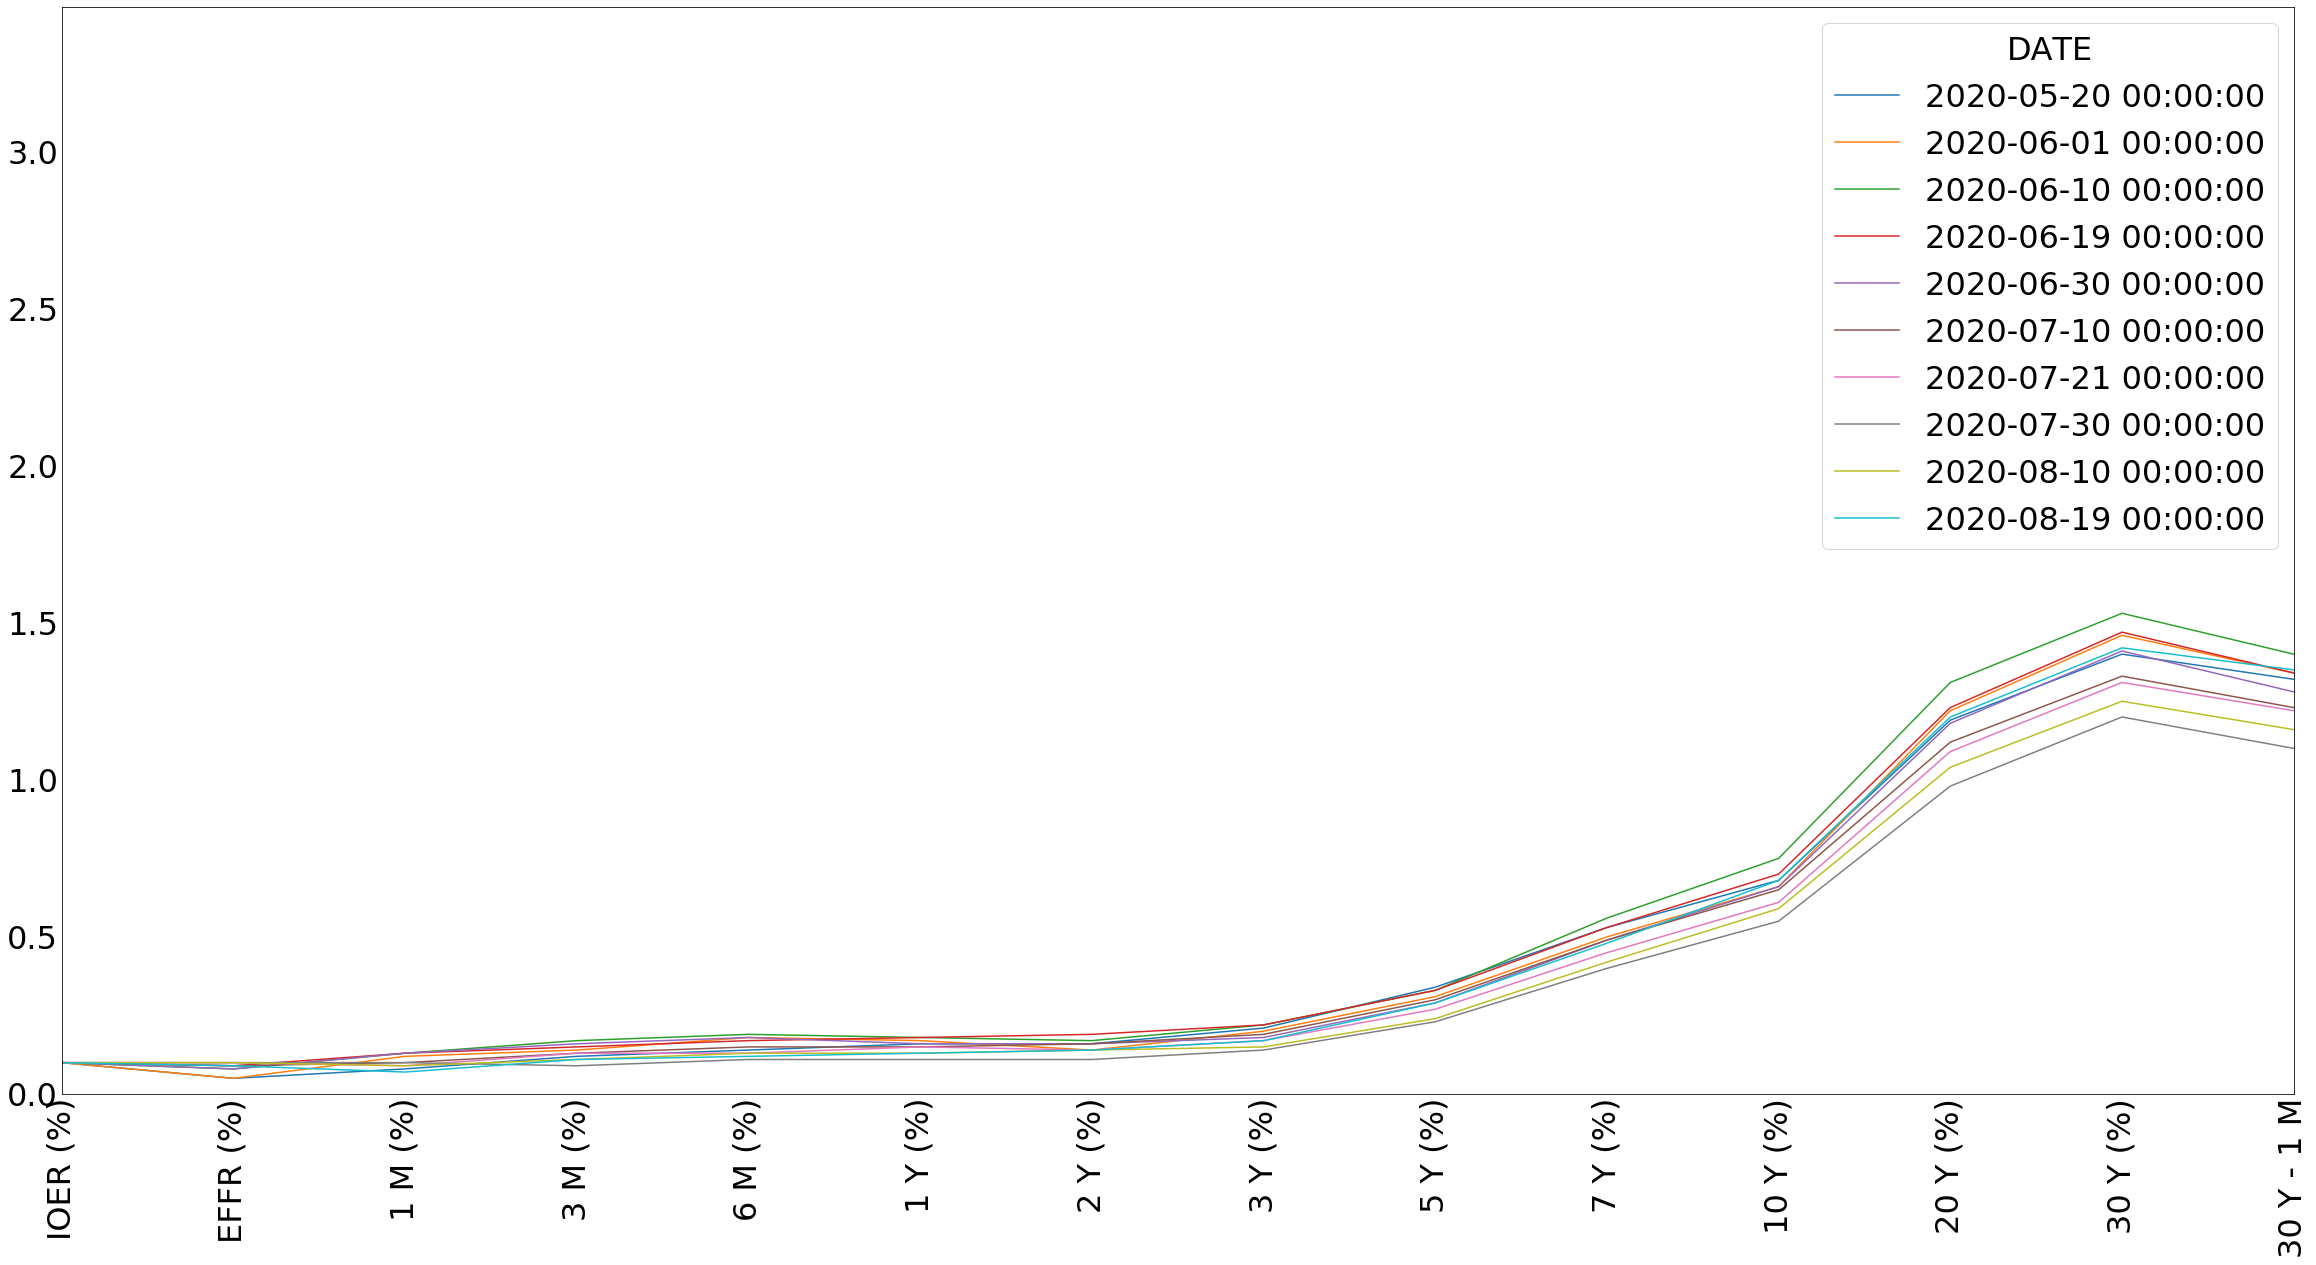 DATE
2020-05-20 00:00:00
2020-06-01 00:00:00
2020-06-10 00:00:00
2020-06-19 00:00:00
2020-06-30 00:00:00
2020-07-10 00:00:00
2020-07-21 00:00:00
2020-07-30 00:00:00
2020-08-10 00:00:00
2020-08-19 00:00:00
3.0
2.5
2.0
1.5
1.0
0.5
0.0
IOER (%)
EFFR (%)
1 M (%)
3 M (%)
6 M (%)
1 Y (%)
2 Y (%)
3 Y (%)
5 Y (%)
7 Y (%)
10 Y (%)
20 Y (%)
30 Y (%)
30 Y - 1 M